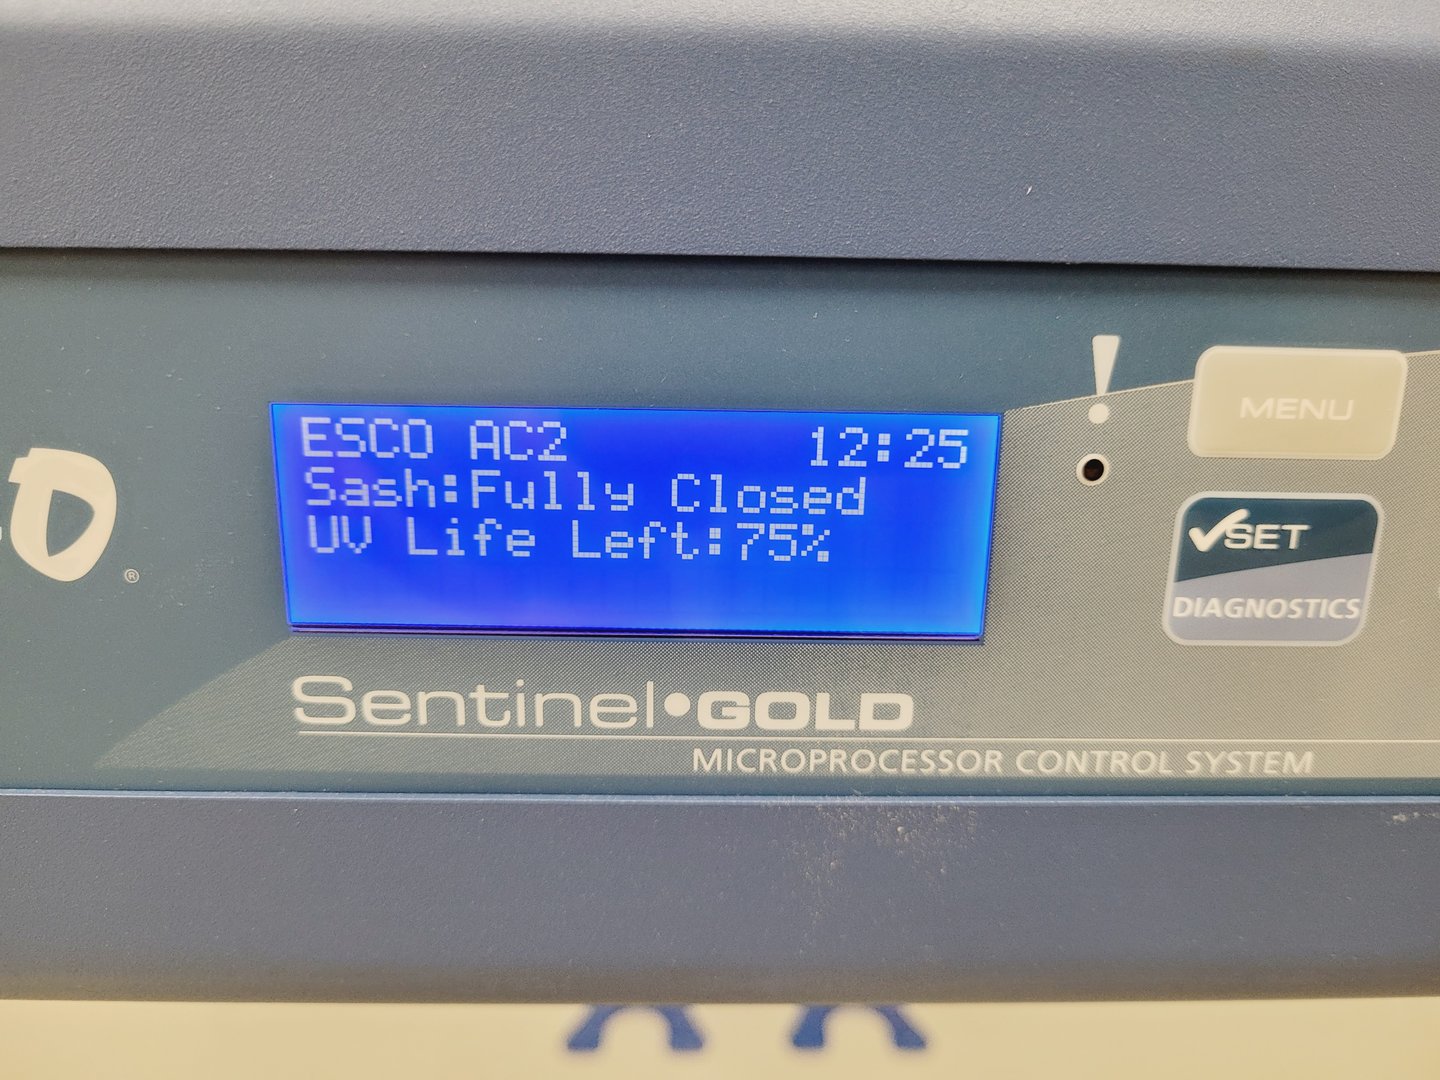 ESCO AC2 12:25
Sash:Fully Closed
UV Life Left:75%
MENU
✓SET
DIAGNOSTICS
Sentinel•GOLD
MICROPROCESSOR CONTROL SYSTEM
®